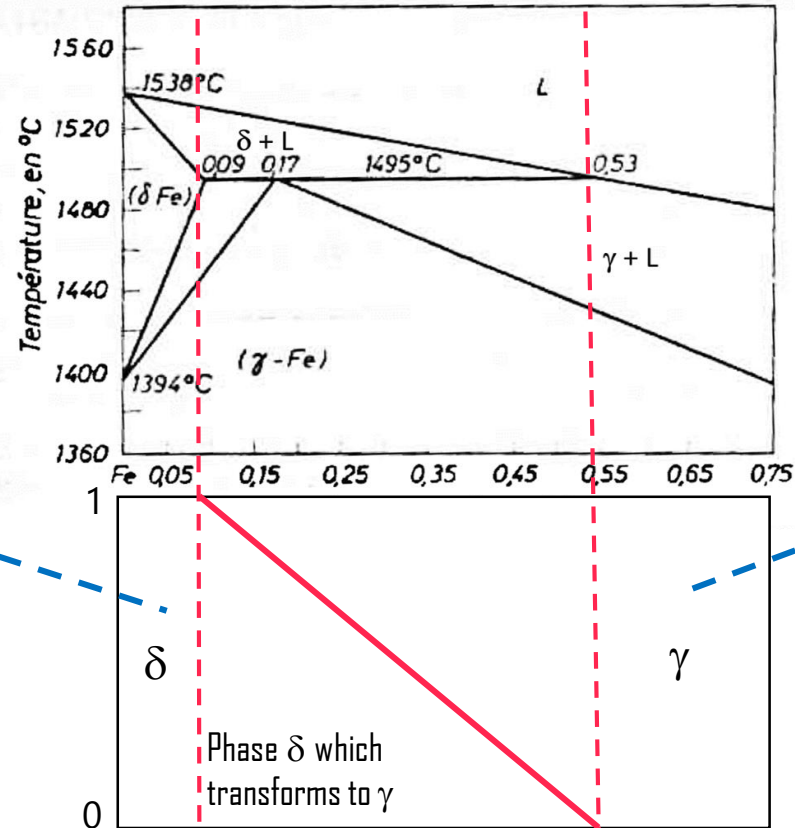 1560
1538°C
L
1520
δ + L
0,09 0,17 1495°C 0,53
(δ Fe)
1480
γ + L
1440
(γ-Fe)
1400
1394°C
1360
Température, en °C
Fe 0,05 0,15 0,25 0,35 0,45 0,55 0,65 0,75
1
δ
γ
Phase δ which
transforms to γ
0